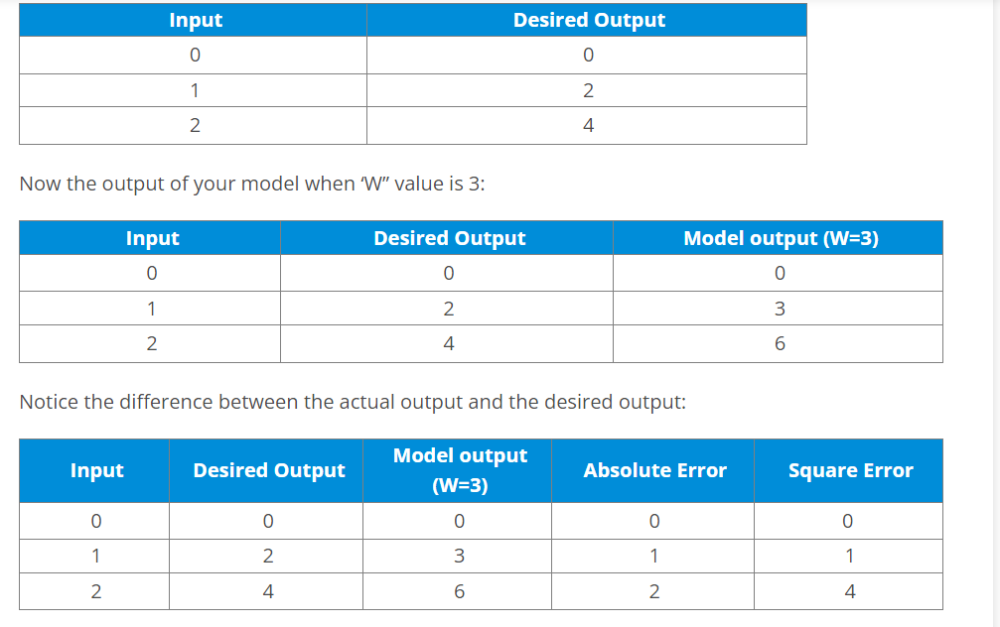 Input Desired Output
0 0
1 2
2 4
Now the output of your model when ‘W” value is 3:
Input Desired Output Model output (W=3)
0 0 0
1 2 3
2 4 6
Notice the difference between the actual output and the desired output:
Input Desired Output Model output (W=3) Absolute Error Square Error
0 0 0 0 0
1 2 3 1 1
2 4 6 2 4